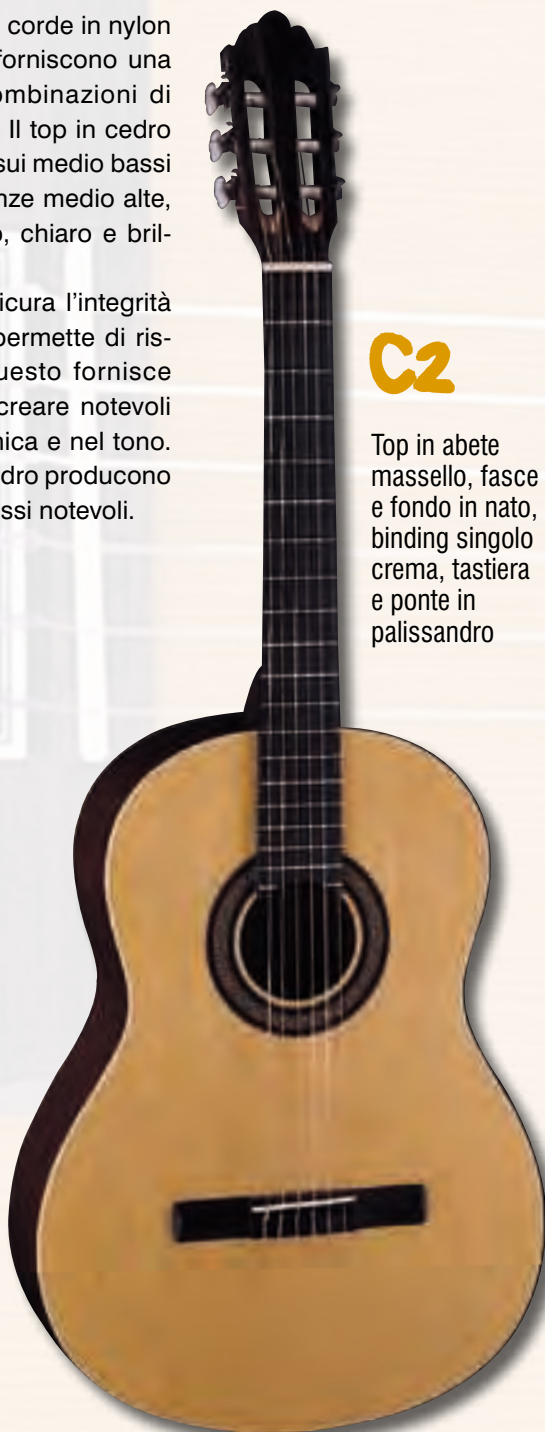 corde in nylon
forniscono una
ombinazioni di
Il top in cedro
sui medio bassi
nze medio alte,
o, chiaro e bril-
icura l'integrità
permette di ris-
uesto fornisce
creare notevoli
nica e nel tono.
dro producono
ssi notevoli.
C2
Top in abete
massello, fasce
e fondo in nato,
binding singolo
crema, tastiera
e ponte in
palissandro